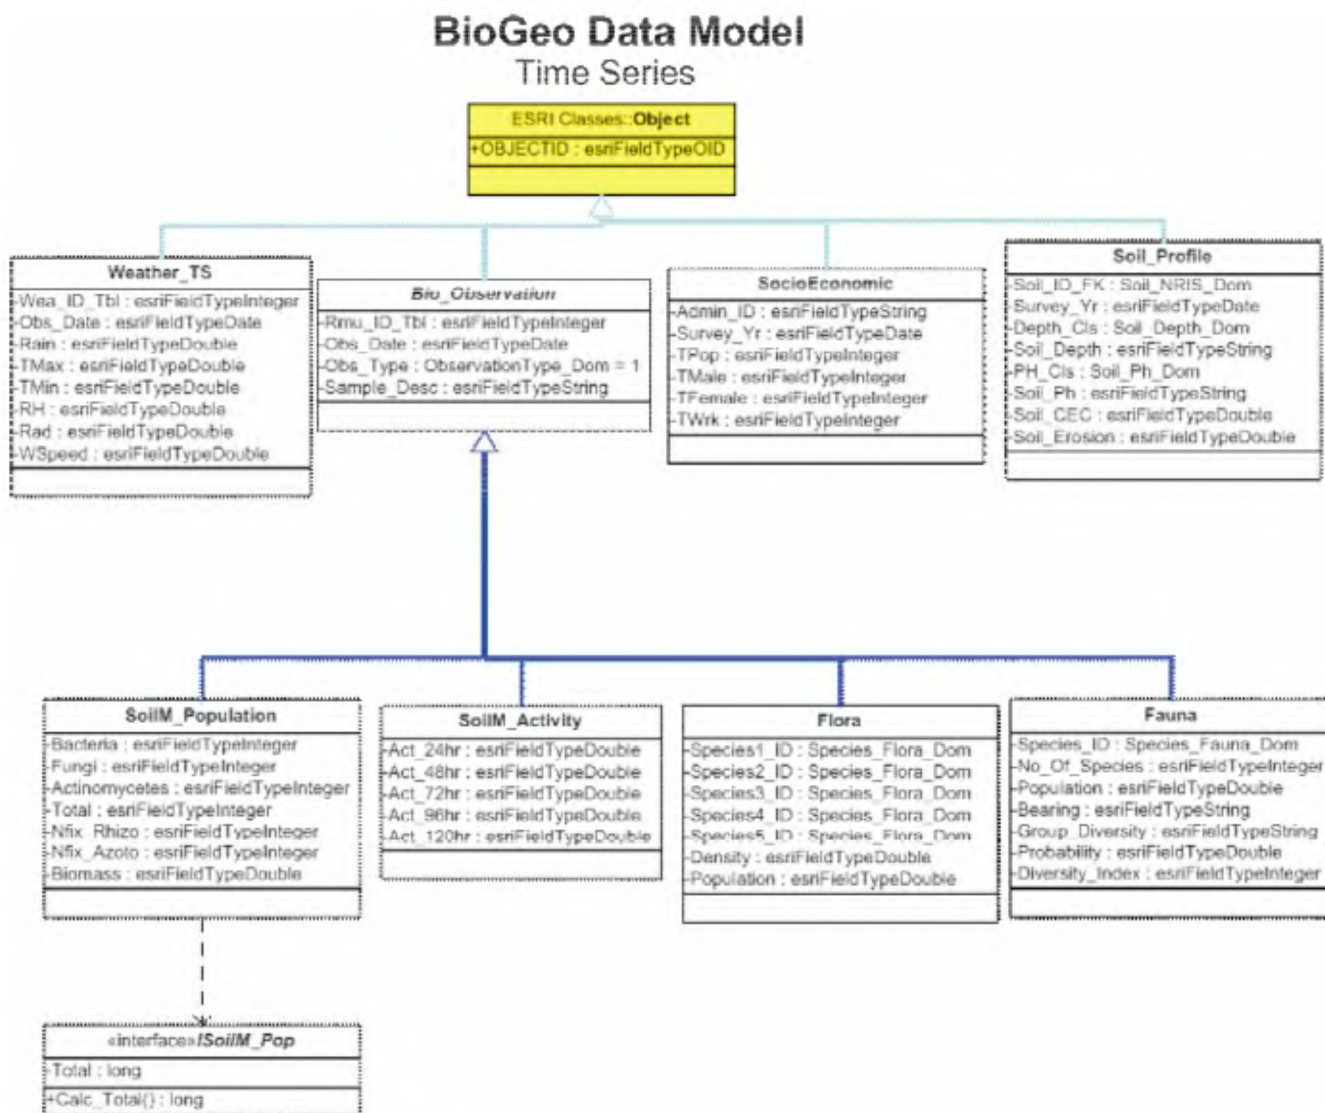 BioGeo Data Model
Time Series
ESRI Classes::Object
+OBJECTID : esriFieldTypeOID
Weather_TS
-Wea_ID_Tbl : esriFieldTypeInteger
-Obs_Date : esriFieldTypeDate
-Rain : esriFieldTypeDouble
-TMax : esriFieldTypeDouble
-TMin : esriFieldTypeDouble
-RH : esriFieldTypeDouble
-Rad : esriFieldTypeDouble
-WSpeed : esriFieldTypeDouble
Bio_Observation
-Rmu_ID_Tbl : esriFieldTypeInteger
-Obs_Date : esriFieldTypeDate
-Obs_Type : ObservationType_Dom = 1
-Sample_Desc : esriFieldTypeString
SocioEconomic
-Admin_ID : esriFieldTypeString
-Survey_Yr : esriFieldTypeDate
-TPop : esriFieldTypeInteger
-TMale : esriFieldTypeInteger
-TFemale : esriFieldTypeInteger
-TWrk : esriFieldTypeInteger
Soil_Profile
-Soil_ID_FK : Soil_NRIS_Dom
-Survey_Yr : esriFieldTypeDate
-Depth_Cls : Soil_Depth_Dom
-Soil_Depth : esriFieldTypeString
-PH_Cls : Soil_Ph_Dom
-Soil_Ph : esriFieldTypeString
-Soil_CEC : esriFieldTypeDouble
-Soil_Erosion : esriFieldTypeDouble
SoilM_Population
-Bacteria : esriFieldTypeInteger
-Fungi : esriFieldTypeInteger
-Actinomycetes : esriFieldTypeInteger
-Total : esriFieldTypeInteger
-Nfix_Rhizo : esriFieldTypeInteger
-Nfix_Azoto : esriFieldTypeInteger
-Biomass : esriFieldTypeDouble
SoilM_Activity
-Act_24hr : esriFieldTypeDouble
-Act_48hr : esriFieldTypeDouble
-Act_72hr : esriFieldTypeDouble
-Act_96hr : esriFieldTypeDouble
-Act_120hr : esriFieldTypeDouble
Flora
-Species1_ID : Species_Flora_Dom
-Species2_ID : Species_Flora_Dom
-Species3_ID : Species_Flora_Dom
-Species4_ID : Species_Flora_Dom
-Species5_ID : Species_Flora_Dom
-Density : esriFieldTypeDouble
-Population : esriFieldTypeDouble
Fauna
-Species_ID : Species_Fauna_Dom
-No_Of_Species : esriFieldTypeInteger
-Population : esriFieldTypeDouble
-Bearing : esriFieldTypeString
-Group_Diversity : esriFieldTypeString
-Probability : esriFieldTypeDouble
-Diversity_Index : esriFieldTypeInteger
«interface»ISoilM_Pop
-Total : long
+Calc_Total() : long